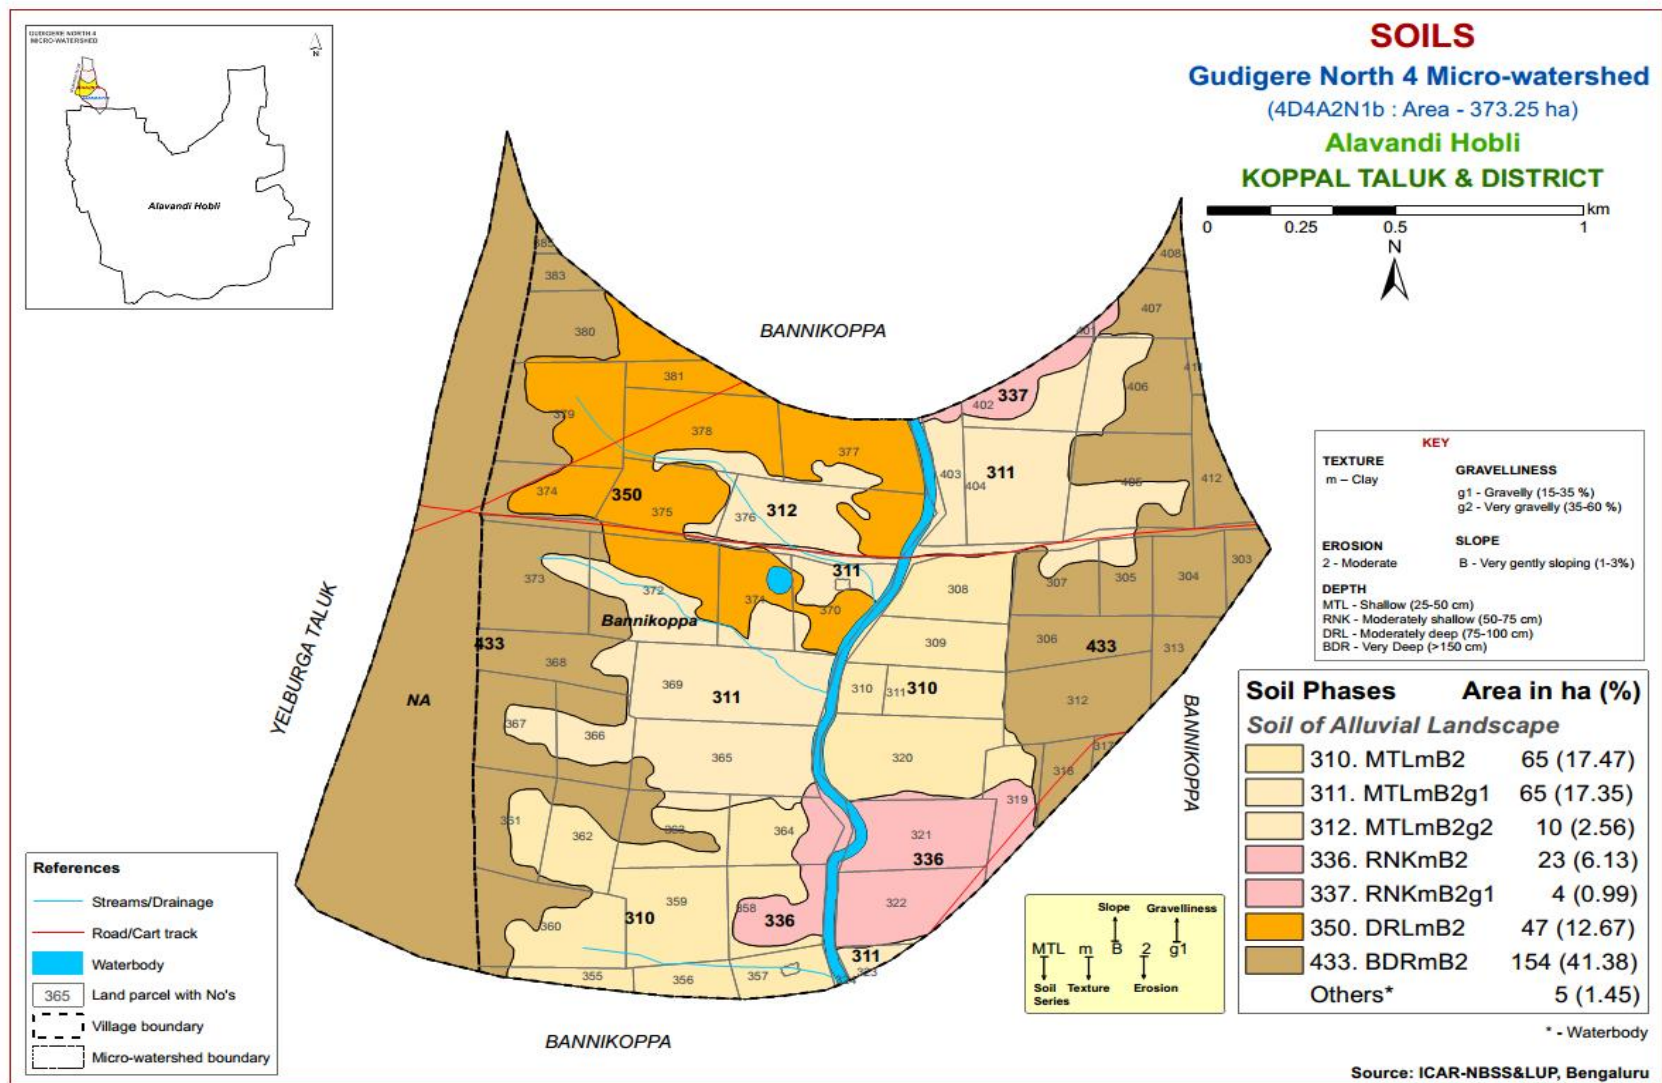 GUDIGERE NORTH 4
MICRO-WATERSHED
N
Alavandi Hobli
SOILS
Gudigere North 4 Micro-watershed
(4D4A2N1b : Area - 373.25 ha)
Alavandi Hobli
KOPPAL TALUK & DISTRICT
km
0 0.25 0.5 1
N
385
383
380
BANNIKOPPA
408
407
401
381
402 337
406
411
379
378
377
403
404
311
405
412
374
350
375
376
312
373
372
371
311
370
308
307
305
304
303
Bannikoppa
433
368
309
306
433
313
YELBURGA TALUK
NA
369
311
310
311
310
312
BANNIKOPPA
367
366
365
320
318
317
319
361
362
363
364
321
336
360
310
359
358
336
322
311
323
355
356
357
324
BANNIKOPPA
KEY
TEXTURE
m – Clay
GRAVELLINESS
g1 - Gravelly (15-35 %)
g2 - Very gravelly (35-60 %)
EROSION
2 - Moderate
SLOPE
B - Very gently sloping (1-3%)
DEPTH
MTL - Shallow (25-50 cm)
RNK - Moderately shallow (50-75 cm)
DRL - Moderately deep (75-100 cm)
BDR - Very Deep (>150 cm)
Soil Phases Area in ha (%)
Soil of Alluvial Landscape
310. MTLmB2 65 (17.47)
311. MTLmB2g1 65 (17.35)
312. MTLmB2g2 10 (2.56)
336. RNKmB2 23 (6.13)
337. RNKmB2g1 4 (0.99)
350. DRLmB2 47 (12.67)
433. BDRmB2 154 (41.38)
Others* 5 (1.45)
* - Waterbody
References
Streams/Drainage
Road/Cart track
Waterbody
365 Land parcel with No's
Village boundary
Micro-watershed boundary
Slope Gravelliness
MTL m B 2 g1
Soil Series Texture Erosion
Source: ICAR-NBSS&LUP, Bengaluru